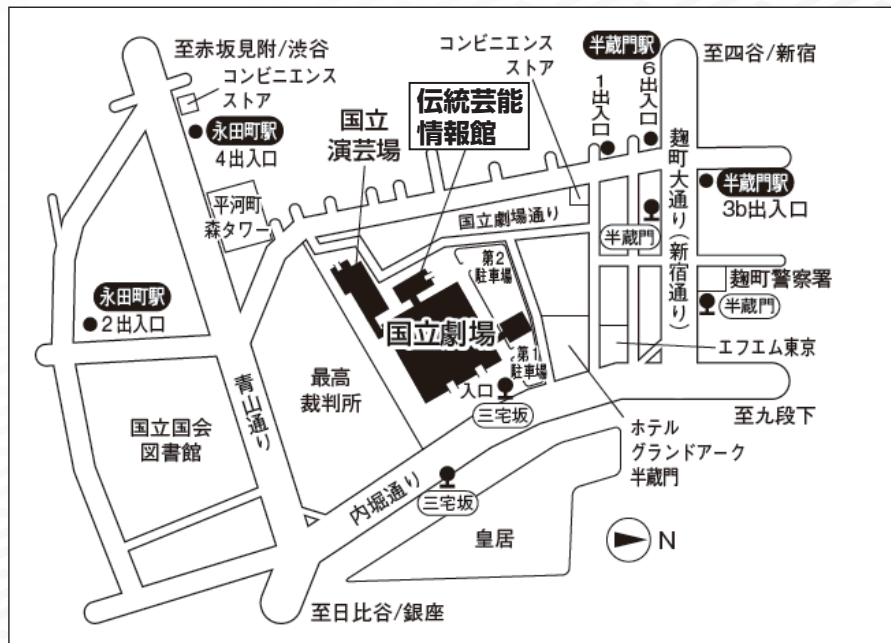 至赤坂見附/渋谷
コンビニエンス
ストア
永田町駅
4出入口
国立
演芸場
伝統芸能
情報館
コンビニエンス
ストア
半蔵門駅
1出入口
6出入口
至四谷/新宿
麹町大通り(新宿通り)
半蔵門駅
3b出入口
平河町
森タワー
国立劇場通り
半蔵門
第2
駐車場
麹町警察署
半蔵門
永田町駅
2出入口
国立劇場
第1
駐車場
エフエム東京
青山通り
最高
裁判所
入口
三宅坂
至九段下
国立国会
図書館
ホテル
グランドアーク
半蔵門
内堀通り
三宅坂
皇居
N
至日比谷/銀座